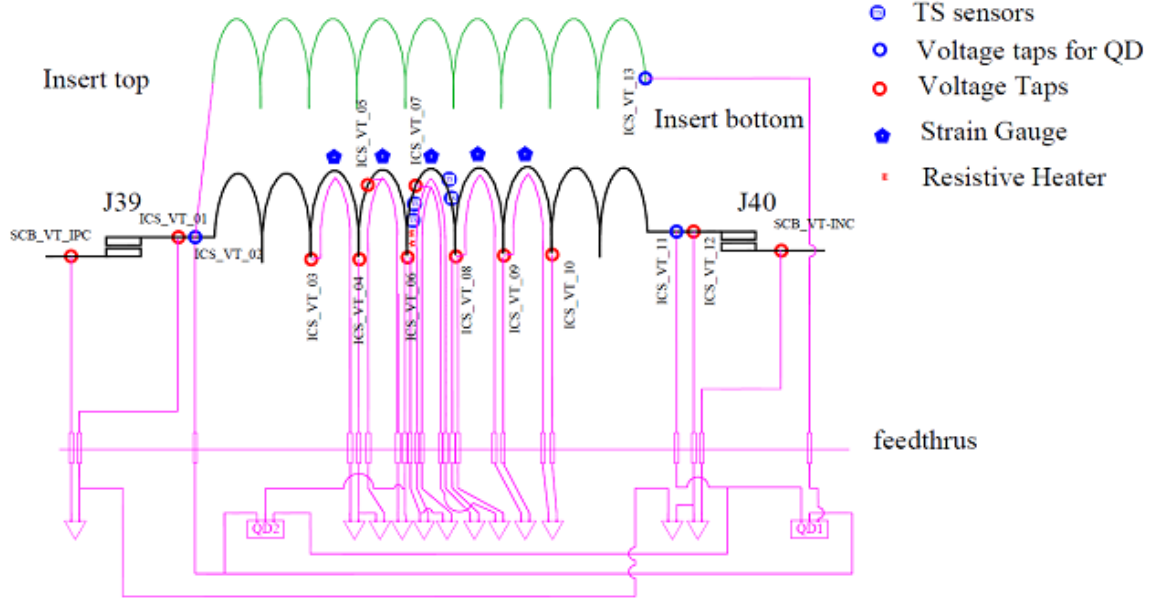 TS sensors
Voltage taps for QD
Voltage Taps
Strain Gauge
Resistive Heater
Insert top
Insert bottom
ICS_VT_13
ICS_VT_05
ICS_VT_07
J39
J40
ICS_VT_01
SCB_VT_IPC
ICS_VT_02
SCB_VT-INC
ICS_VT_03
ICS_VT_04
ICS_VT_06
ICS_VT_08
ICS_VT_09
ICS_VT_10
ICS_VT_11
ICS_VT_12
feedthrus
QD2
QD1